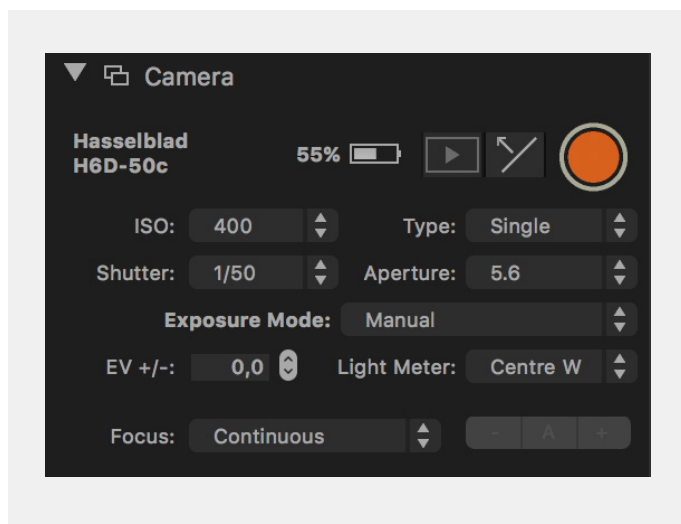 Camera
Hasselblad
H6D-50c
55%
ISO: 400 Type: Single
Shutter: 1/50 Aperture: 5.6
Exposure Mode: Manual
EV +/-: 0,0 Light Meter: Centre W
Focus: Continuous - A +